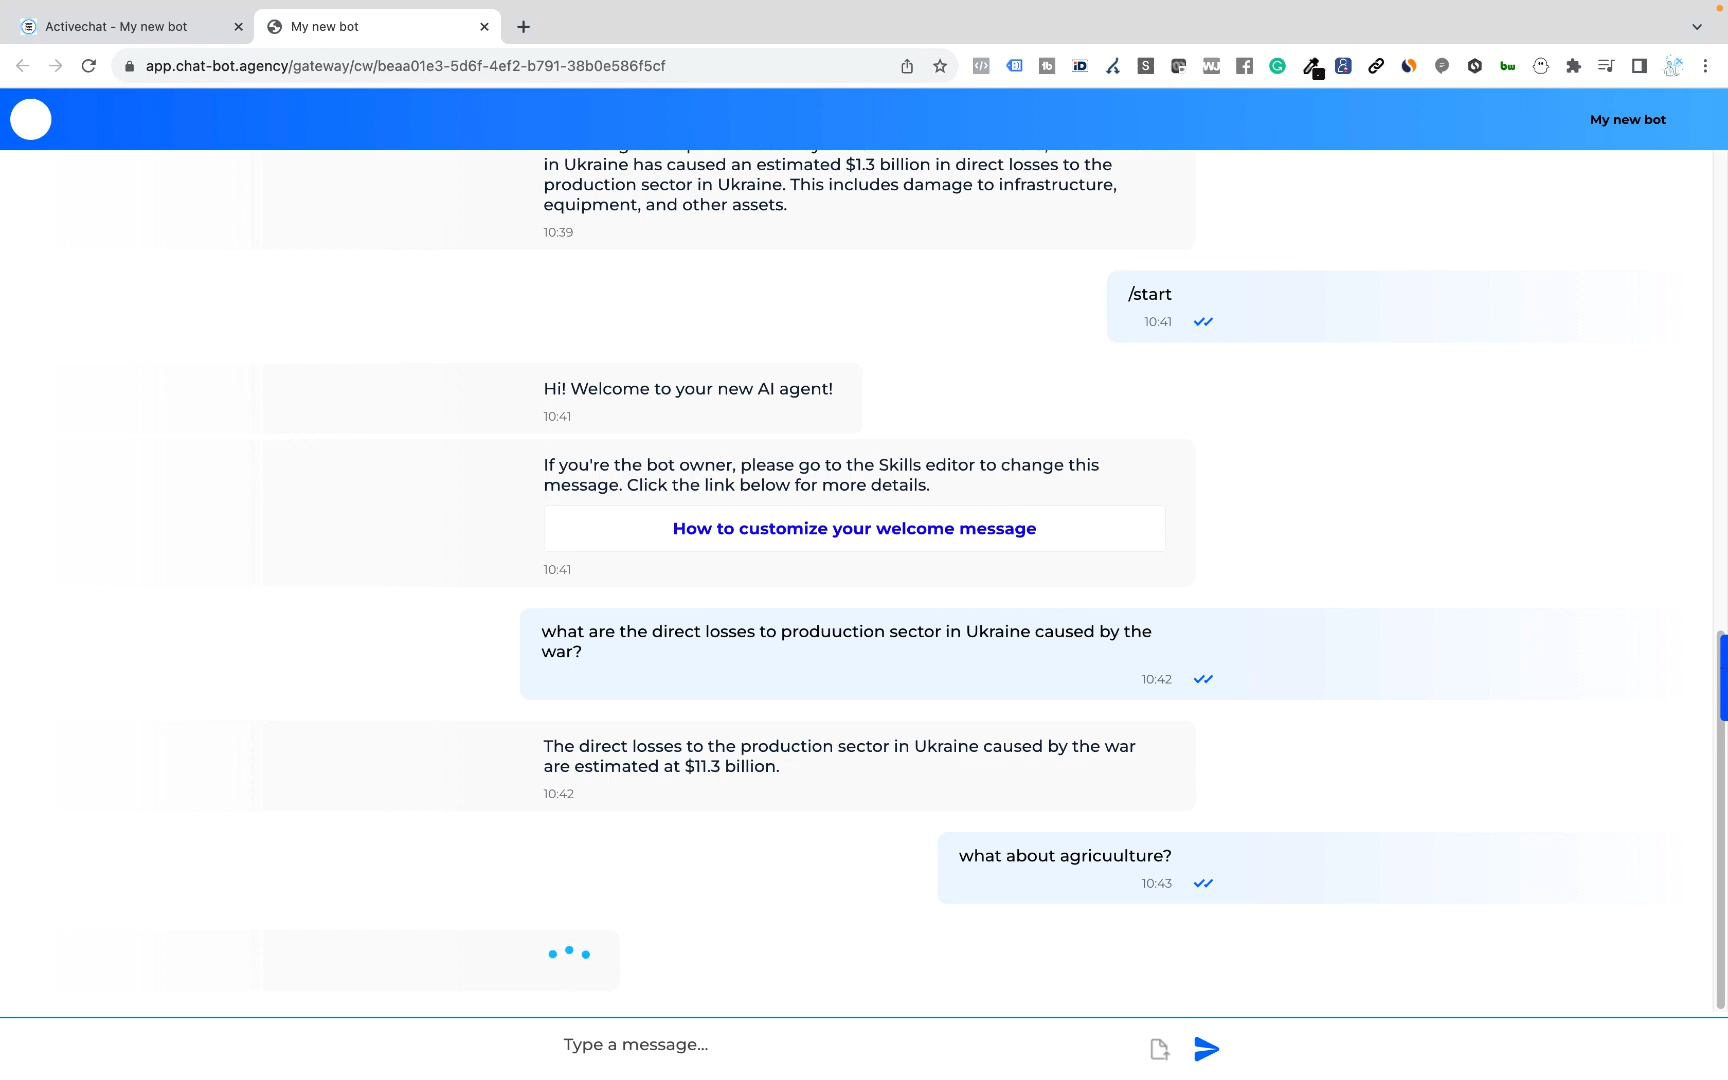 Activechat - My new bot
My new bot
app.chat-bot.agency/gateway/cw/beaa01e3-5d6f-4ef2-b791-38b0e586f5cf
My new bot
in Ukraine has caused an estimated $1.3 billion in direct losses to the
production sector in Ukraine. This includes damage to infrastructure,
equipment, and other assets.
10:39
/start
10:41
Hi! Welcome to your new AI agent!
10:41
If you're the bot owner, please go to the Skills editor to change this
message. Click the link below for more details.
How to customize your welcome message
10:41
what are the direct losses to produuction sector in Ukraine caused by the
war?
10:42
The direct losses to the production sector in Ukraine caused by the war
are estimated at $11.3 billion.
10:42
what about agricuulture?
10:43
Type a message...